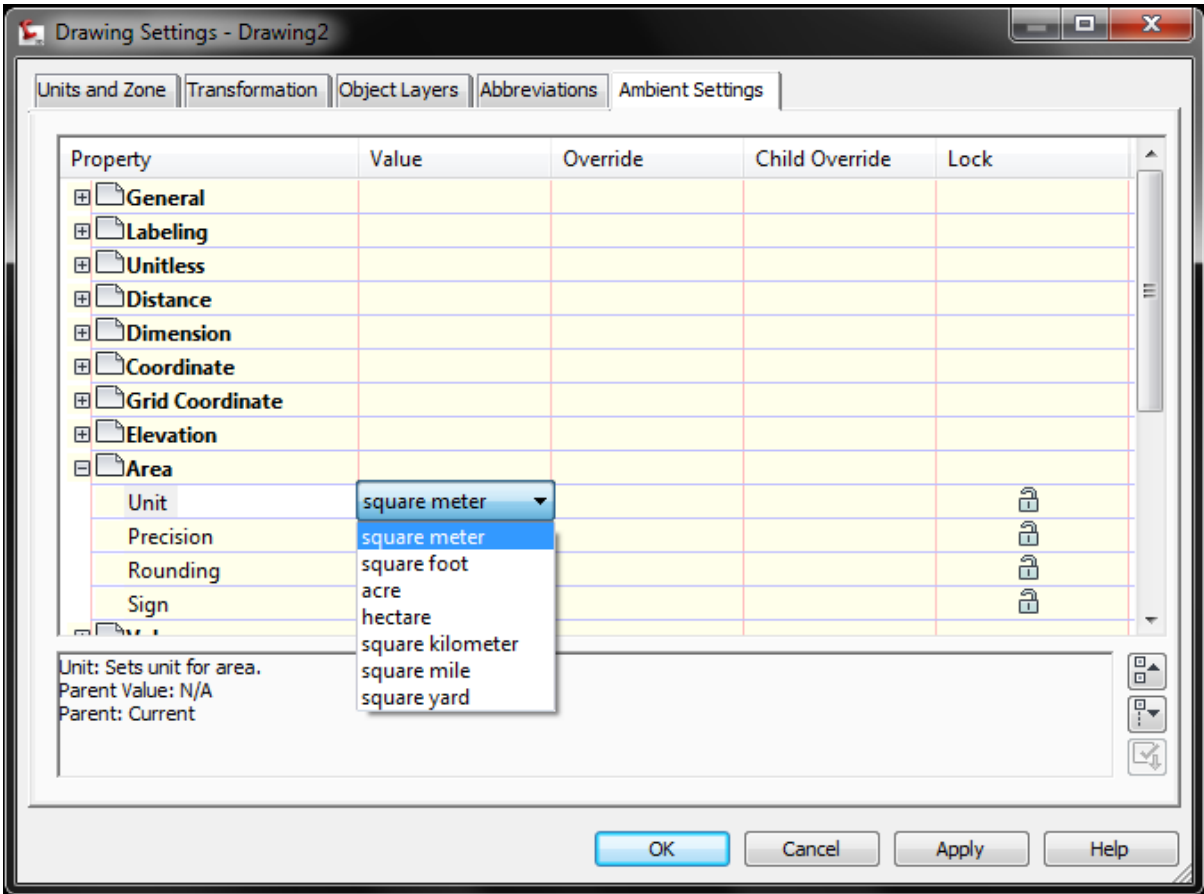 Drawing Settings - Drawing2
Units and Zone Transformation Object Layers Abbreviations Ambient Settings
Property Value Override Child Override Lock
General
Labeling
Unitless
Distance
Dimension
Coordinate
Grid Coordinate
Elevation
Area
Unit square meter
Precision square meter
square foot
Rounding
acre
Sign
hectare
square kilometer
square mile
square yard
Unit: Sets unit for area.
Parent Value: N/A
Parent: Current
OK Cancel Apply Help